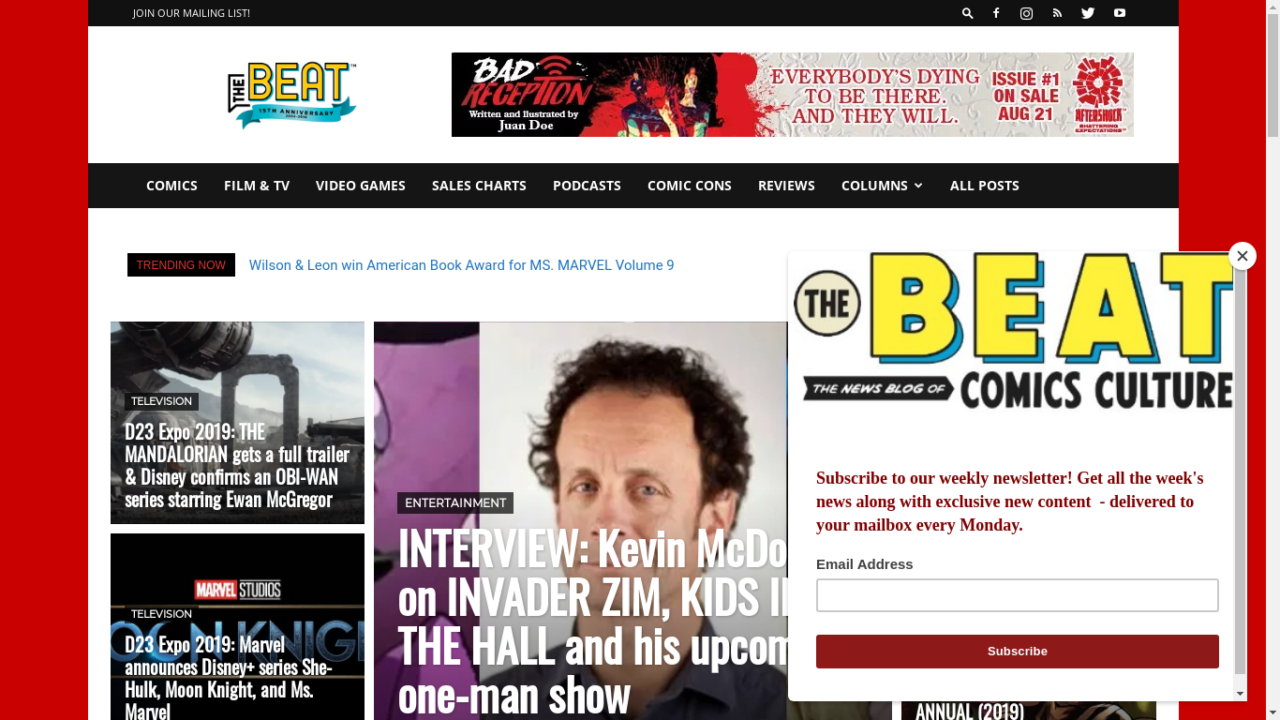 JOIN OUR MAILING LIST!
THE BEAT
15TH ANNIVERSARY
BAD RECEPTION
Written and Illustrated by
Juan Doe
EVERYBODY'S DYING
TO BE THERE.
AND THEY WILL.
ISSUE #1
ON SALE
AUG 21
AFTERSHOCK
SHATTERING EXPECTATIONS
COMICS FILM & TV VIDEO GAMES SALES CHARTS PODCASTS COMIC CONS REVIEWS COLUMNS ALL POSTS
TRENDING NOW Wilson & Leon win American Book Award for MS. MARVEL Volume 9
TELEVISION
D23 Expo 2019: THE
MANDALORIAN gets a full trailer
& Disney confirms an OBI-WAN
series starring Ewan McGregor
MARVEL STUDIOS
TELEVISION
OON KNIGH
D23 Expo 2019: Marvel
announces Disney+ series She-
Hulk, Moon Knight, and Ms.
Marvel
ENTERTAINMENT
INTERVIEW: Kevin McDo
on INVADER ZIM, KIDS I
THE HALL and his upcom
one-man show
THE BEAT
THE NEWS BLOG OF COMICS CULTURE
Subscribe to our weekly newsletter! Get all the week's
news along with exclusive new content - delivered to
your mailbox every Monday.
Email Address
Subscribe
ANNUAL (2019)